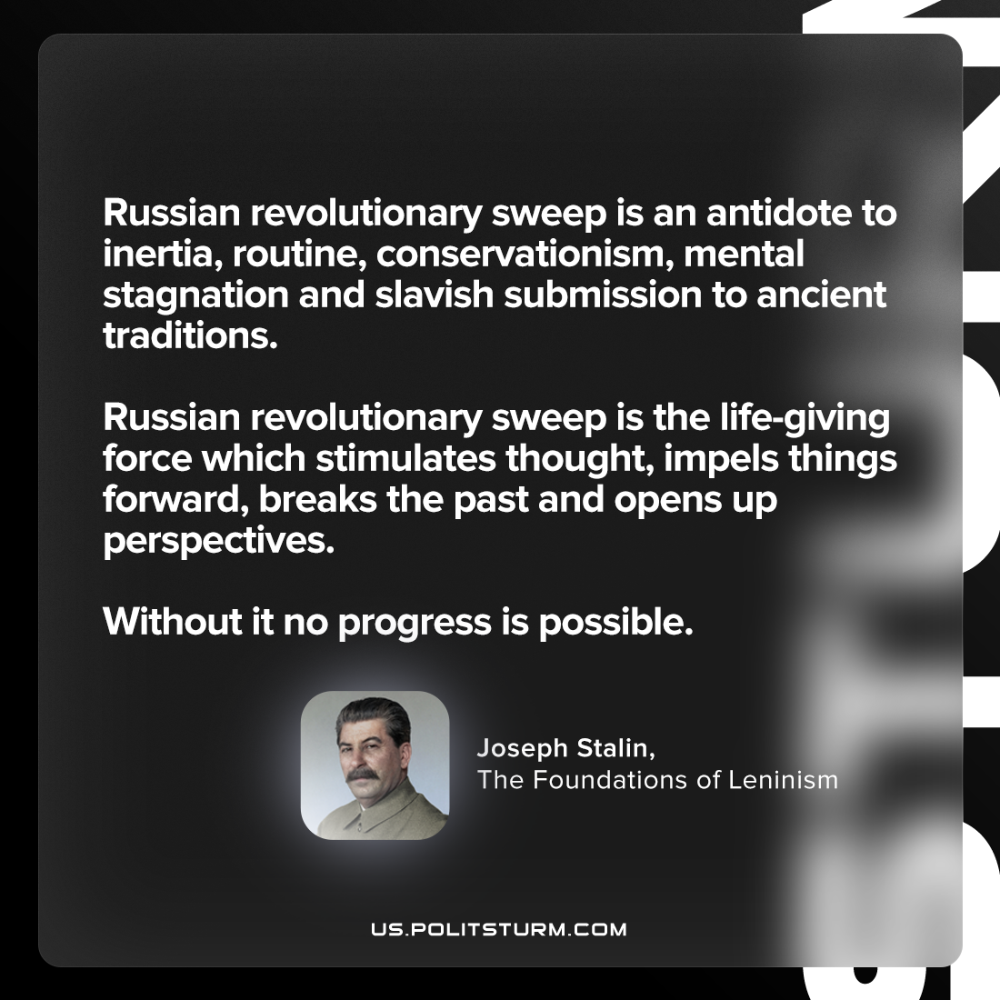 Russian revolutionary sweep is an antidote to
inertia, routine, conservationism, mental
stagnation and slavish submission to ancient
traditions.
Russian revolutionary sweep is the life-giving
force which stimulates thought, impels things
forward, breaks the past and opens up
perspectives.
Without it no progress is possible.
Joseph Stalin,
The Foundations of Leninism
US.POLITSTURM.COM